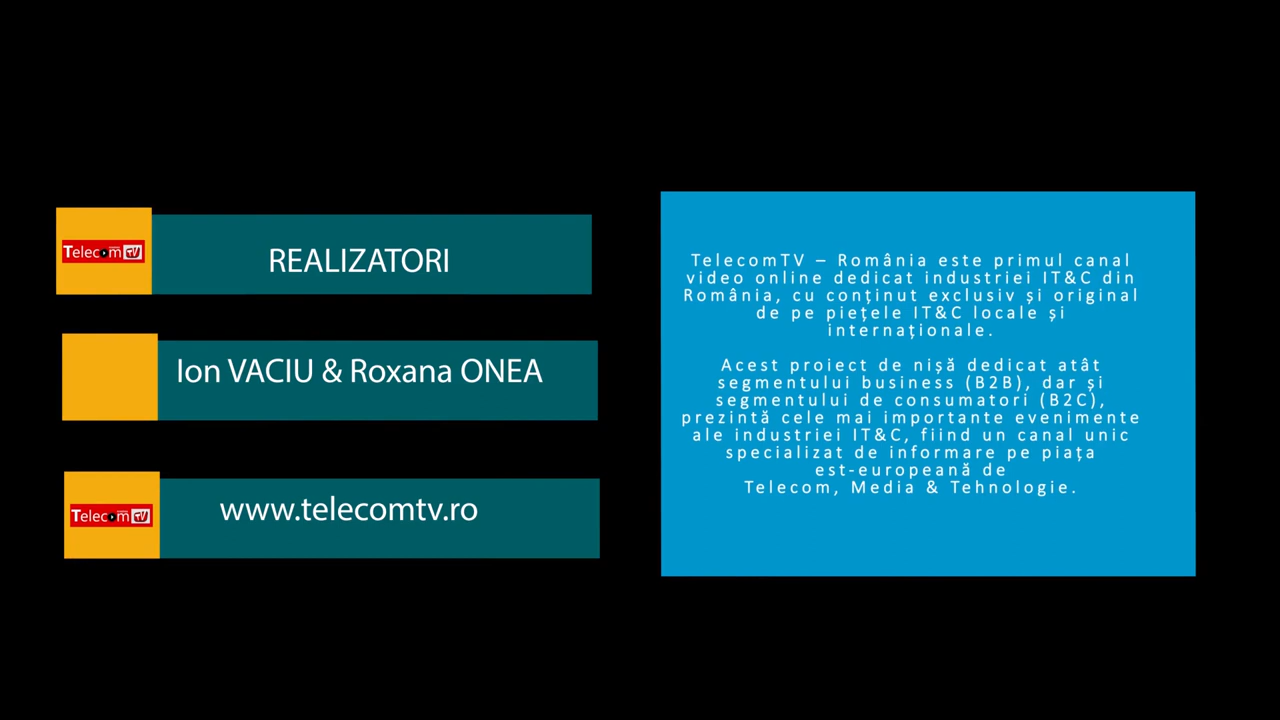 TelecomTV
REALIZATORI
Ion VACIU & Roxana ONEA
TelecomTV
www.telecomtv.ro
TelecomTV – România este primul canal
video online dedicat industriei IT&C din
România, cu conținut exclusiv și original
de pe piețele IT&C locale și
internaționale.
Acest proiect de nișă dedicat atât
segmentului business (B2B), dar și
segmentului de consumatori (B2C),
prezintă cele mai importante evenimente
ale industriei IT&C, fiind un canal unic
specializat de informare pe piața
est-europeană de
Telecom, Media & Tehnologie.